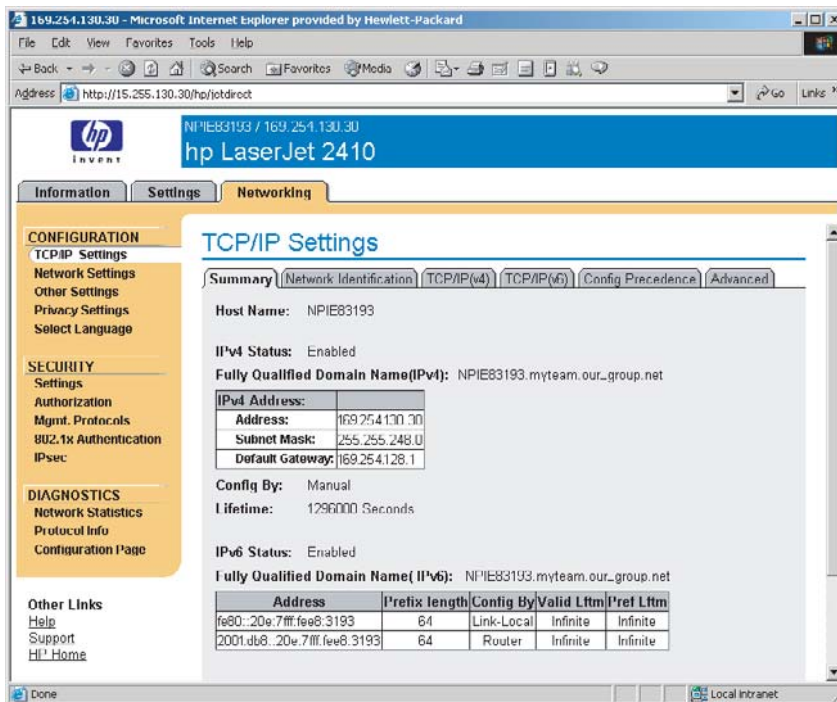 169.254.130.30 - Microsoft Internet Explorer provided by Hewlett-Packard
File Edit View Favorites Tools Help
Back Search Favorites Media
Address http://15.255.130.30/hp/jetdirect Go Links »
hp
invent
NPIE83193 / 169.254.130.30
hp LaserJet 2410
Information Settings Networking
CONFIGURATION
TCP/IP Settings
Network Settings
Other Settings
Privacy Settings
Select Language
SECURITY
Settings
Authorization
Mgmt. Protocols
802.1x Authentication
IPsec
DIAGNOSTICS
Network Statistics
Protocol Info
Configuration Page
Other Links
Help
Support
HP Home
TCP/IP Settings
Summary Network Identification TCP/IP(v4) TCP/IP(v6) Config Precedence Advanced
Host Name: NPIE83193
IPv4 Status: Enabled
Fully Qualified Domain Name(IPv4): NPIE83193.myteam.our_group.net
IPv4 Address:
Address: 169.254.130.30
Subnet Mask: 255.255.248.0
Default Gateway: 169.254.128.1
Config By: Manual
Lifetime: 1296000 Seconds
IPv6 Status: Enabled
Fully Qualified Domain Name( IPv6): NPIE83193.myteam.our_group.net
Address Prefix length Config By Valid Lftm Pref Lftm
fe80::20e:7fff:fee8:3193 64 Link-Local Infinite Infinite
2001:db8::20e:7fff:fee8:3193 64 Router Infinite Infinite
Done Local intranet